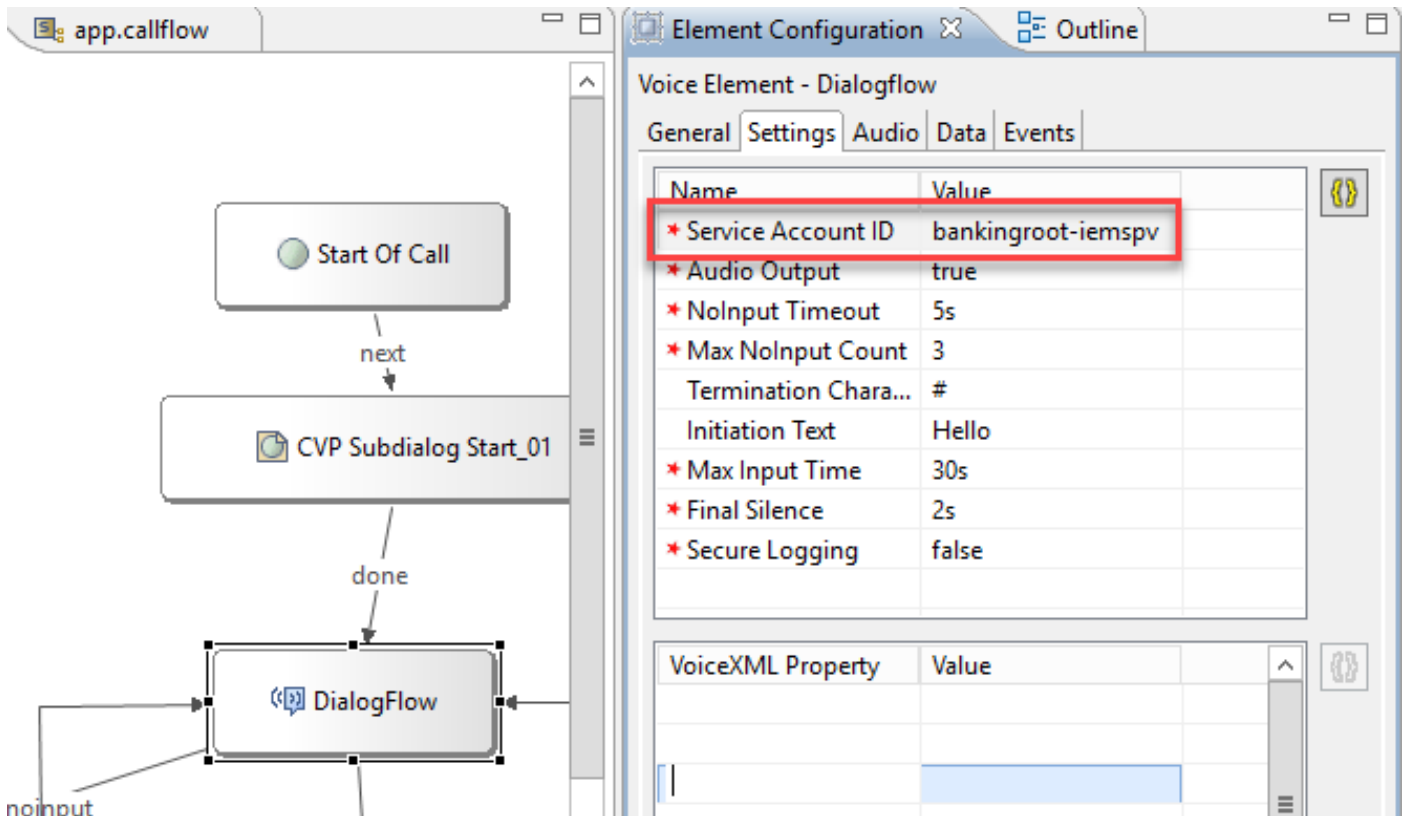 app.callflow
Start Of Call
next
CVP Subdialog Start_01
done
DialogFlow
noinput
Element Configuration
Outline
Voice Element - Dialogflow
General Settings Audio Data Events
Name Value
* Service Account ID bankingroot-iemspv
* Audio Output true
* NoInput Timeout 5s
* Max NoInput Count 3
Termination Chara... #
Initiation Text Hello
* Max Input Time 30s
* Final Silence 2s
* Secure Logging false
VoiceXML Property Value